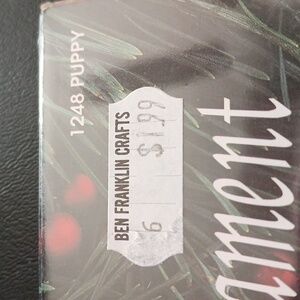 1248 PUPPY
BEN FRANKLIN CRAFTS
6 $1.99
ament